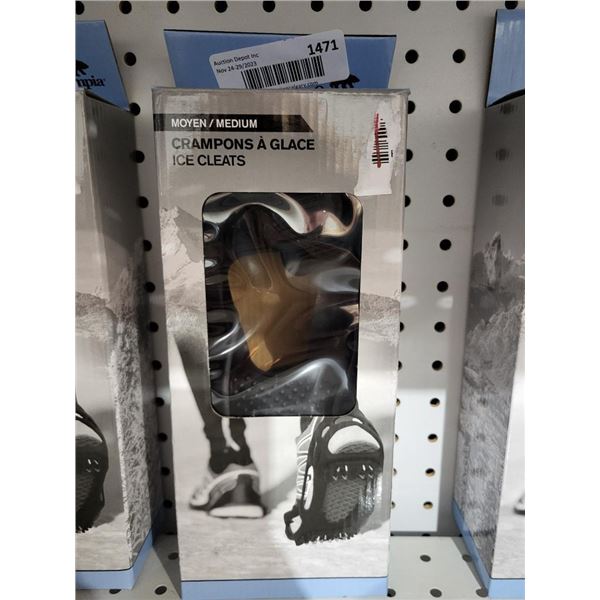 Auction Depot Inc
Nov 24-29/2023
1471
MOYEN / MEDIUM
CRAMPONS À GLACE
ICE CLEATS